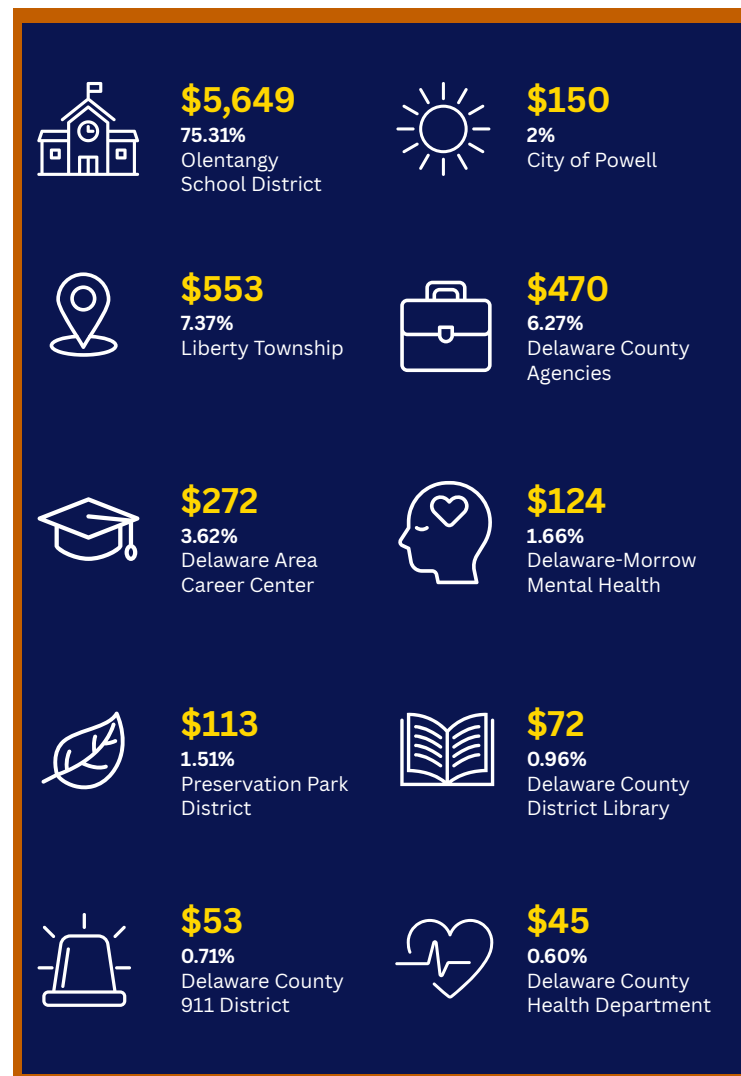 $5,649
75.31%
Olentangy
School District
$150
2%
City of Powell
$553
7.37%
Liberty Township
$470
6.27%
Delaware County
Agencies
$272
3.62%
Delaware Area
Career Center
$124
1.66%
Delaware-Morrow
Mental Health
$113
1.51%
Preservation Park
District
$72
0.96%
Delaware County
District Library
$53
0.71%
Delaware County
911 District
$45
0.60%
Delaware County
Health Department